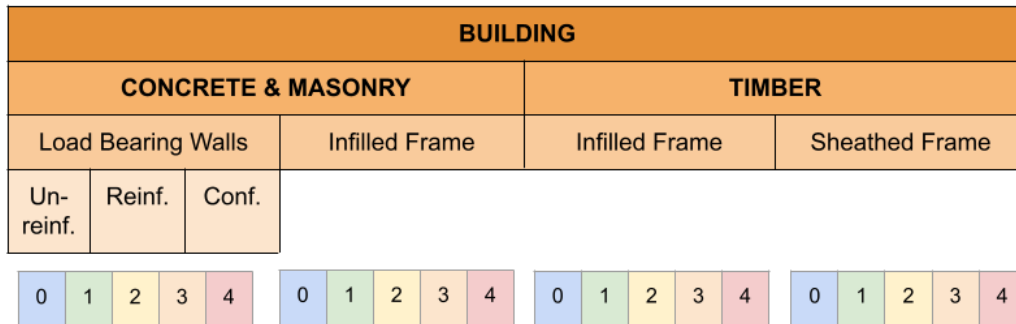 BUILDING
CONCRETE & MASONRY TIMBER
Load Bearing Walls Infilled Frame Infilled Frame Sheathed Frame
Un- Reinf. Conf.
reinf.
0 1 2 3 4 0 1 2 3 4 0 1 2 3 4 0 1 2 3 4